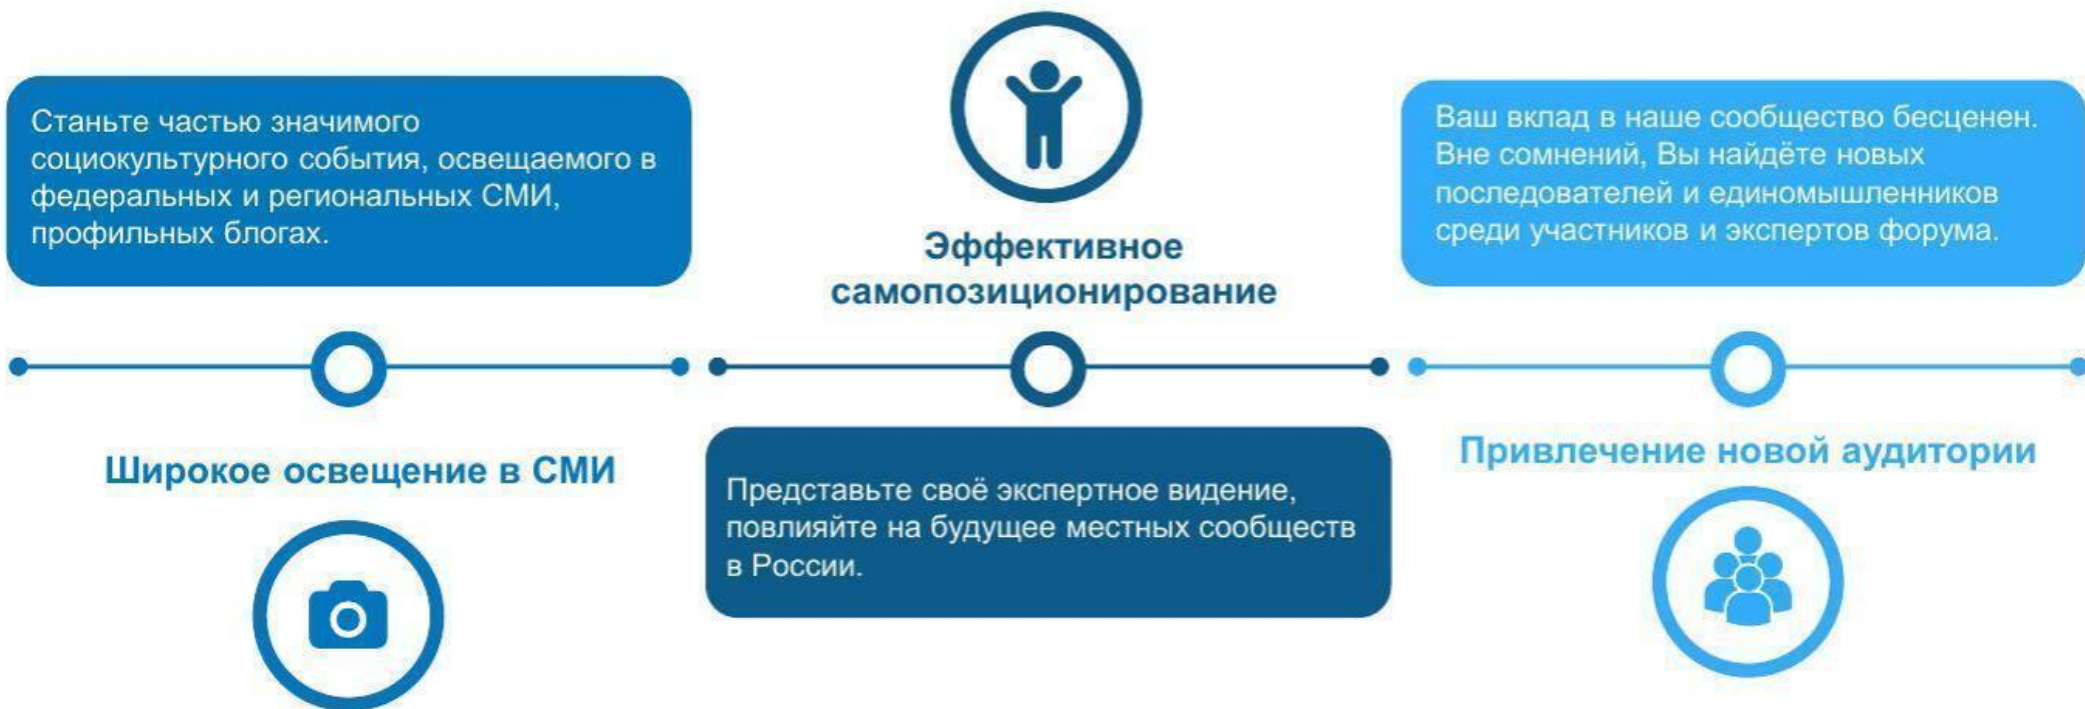 Станьте частью значимого
социокультурного события, освещаемого в
федеральных и региональных СМИ,
профильных блогах.
Широкое освещение в СМИ
Эффективное
самопозиционирование
Представьте своё экспертное видение,
повлияйте на будущее местных сообществ
в России.
Ваш вклад в наше сообщество бесценен.
Вне сомнений, Вы найдёте новых
последователей и единомышленников
среди участников и экспертов форума.
Привлечение новой аудитории